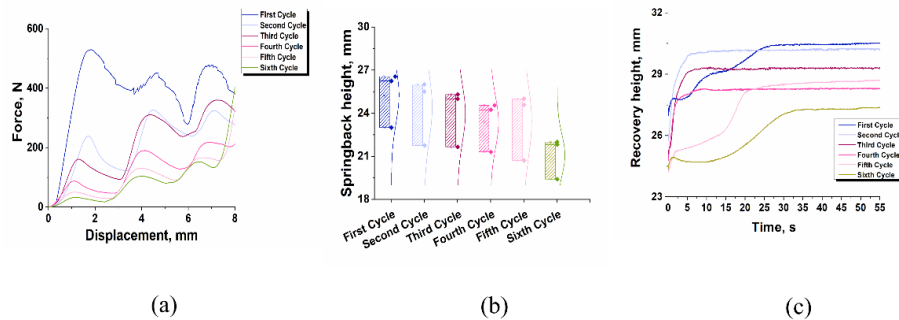 First Cycle
Second Cycle
Third Cycle
Fourth Cycle
Fifth Cycle
Sixth Cycle
Force, N
600
400
200
0
0 2 4 6 8
Displacement, mm
(a)
Springback height, mm
30
27
24
21
18
First Cycle
Second Cycle
Third Cycle
Fourth Cycle
Fifth Cycle
Sixth Cycle
(b)
Recovery height, mm
32
29
26
23
First Cycle
Second Cycle
Third Cycle
Fourth Cycle
Fifth Cycle
Sixth Cycle
0 5 10 15 20 25 30 35 40 45 50 55
Time, s
(c)